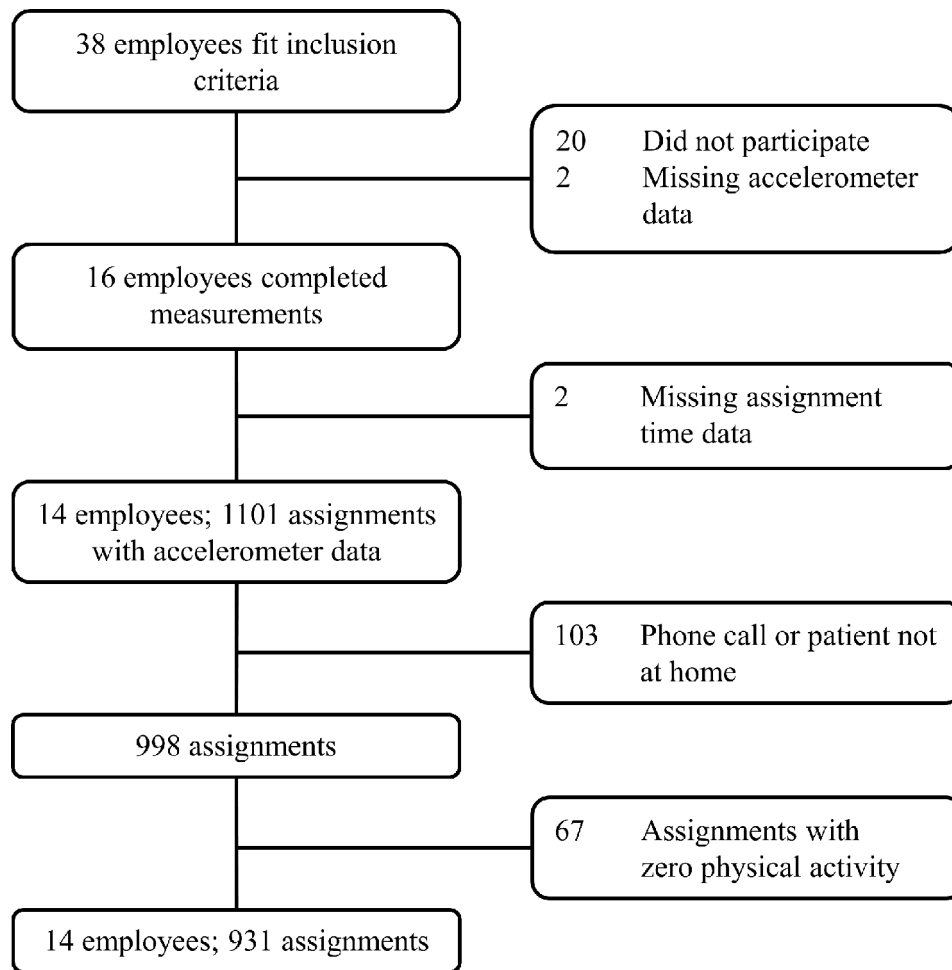 38 employees fit inclusion
criteria
20 Did not participate
2 Missing accelerometer
data
16 employees completed
measurements
2 Missing assignment
time data
14 employees; 1101 assignments
with accelerometer data
103 Phone call or patient not
at home
998 assignments
67 Assignments with
zero physical activity
14 employees; 931 assignments